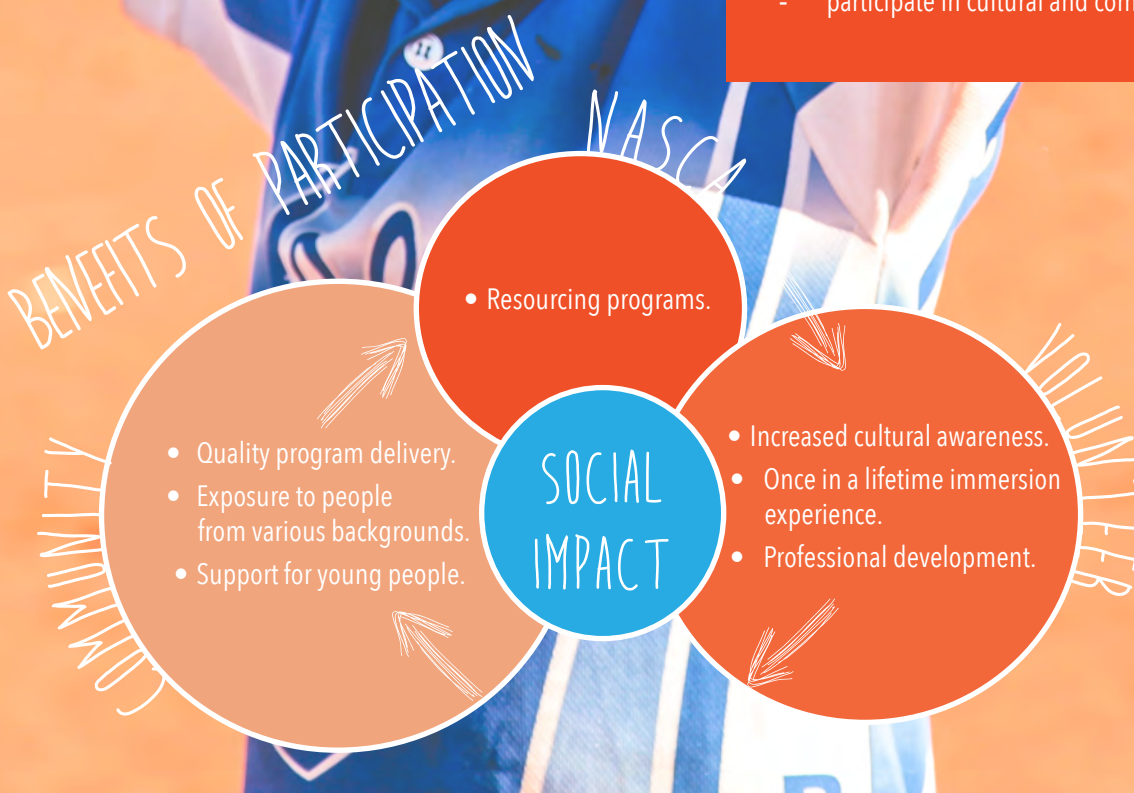 - participate in cultural and com
BENEFITS OF PARTICIPATION
NASCA
• Resourcing programs.
COMMUNITY
• Quality program delivery.
• Exposure to people
from various backgrounds.
• Support for young people.
SOCIAL
IMPACT
VOLUNTEER
• Increased cultural awareness.
• Once in a lifetime immersion
experience.
• Professional development.